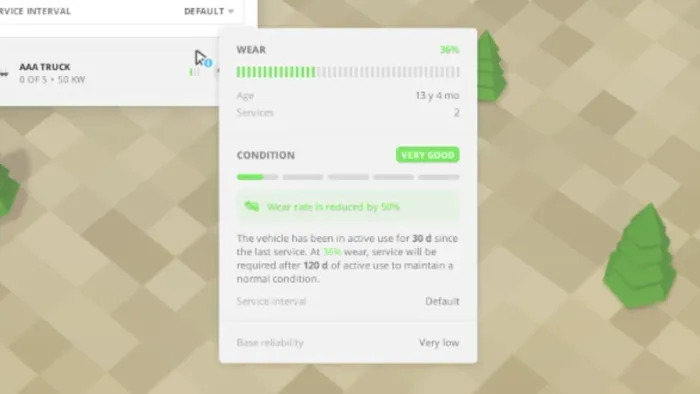 RVICE INTERVAL DEFAULT
AAA TRUCK
0 OF 5 • 50 KW
WEAR 36%
Age 13 y 4 mo
Services 2
CONDITION VERY GOOD
Wear rate is reduced by 50%
The vehicle has been in active use for 30 d since
the last service. At 36% wear, service will be
required after 120 d of active use to maintain a
normal condition.
Service interval Default
Base reliability Very low